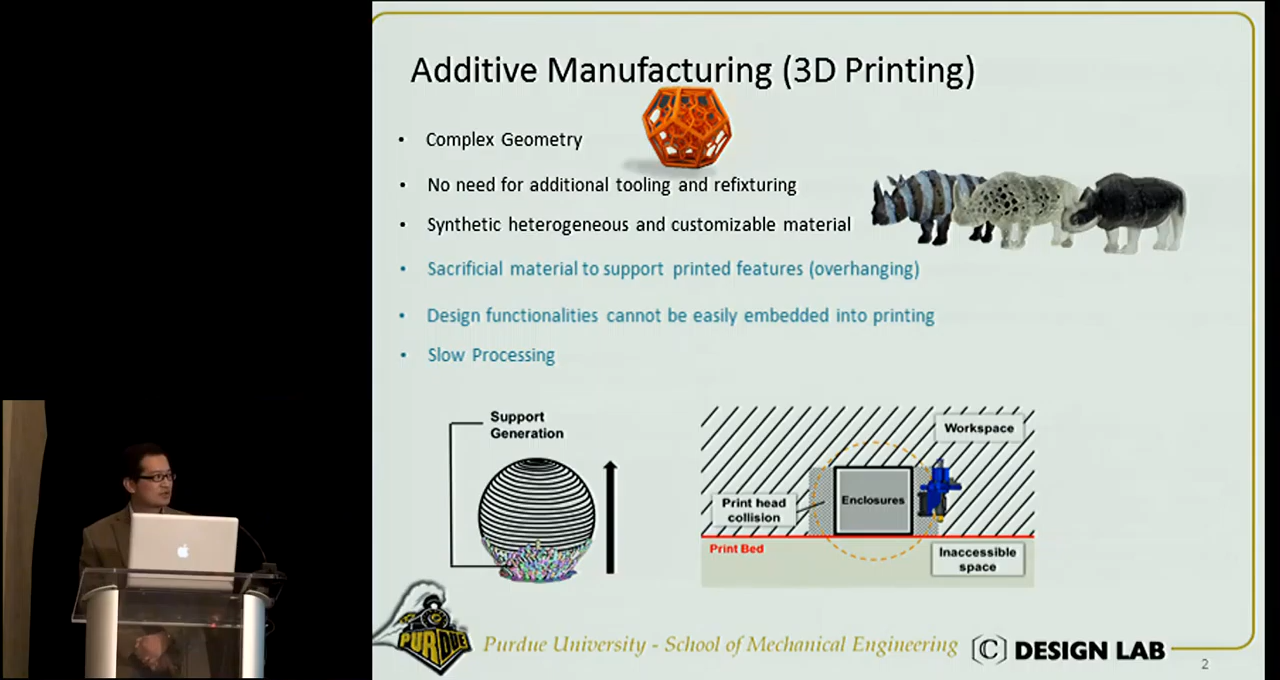 Additive Manufacturing (3D Printing)
• Complex Geometry
• No need for additional tooling and refixturing
• Synthetic heterogeneous and customizable material
• Sacrificial material to support printed features (overhanging)
• Design functionalities cannot be easily embedded into printing
• Slow Processing
Support
Generation
Workspace
Enclosures
Print head
collision
Print Bed
Inaccessible
space
PURDUE
Purdue University - School of Mechanical Engineering
[C] DESIGN LAB
2